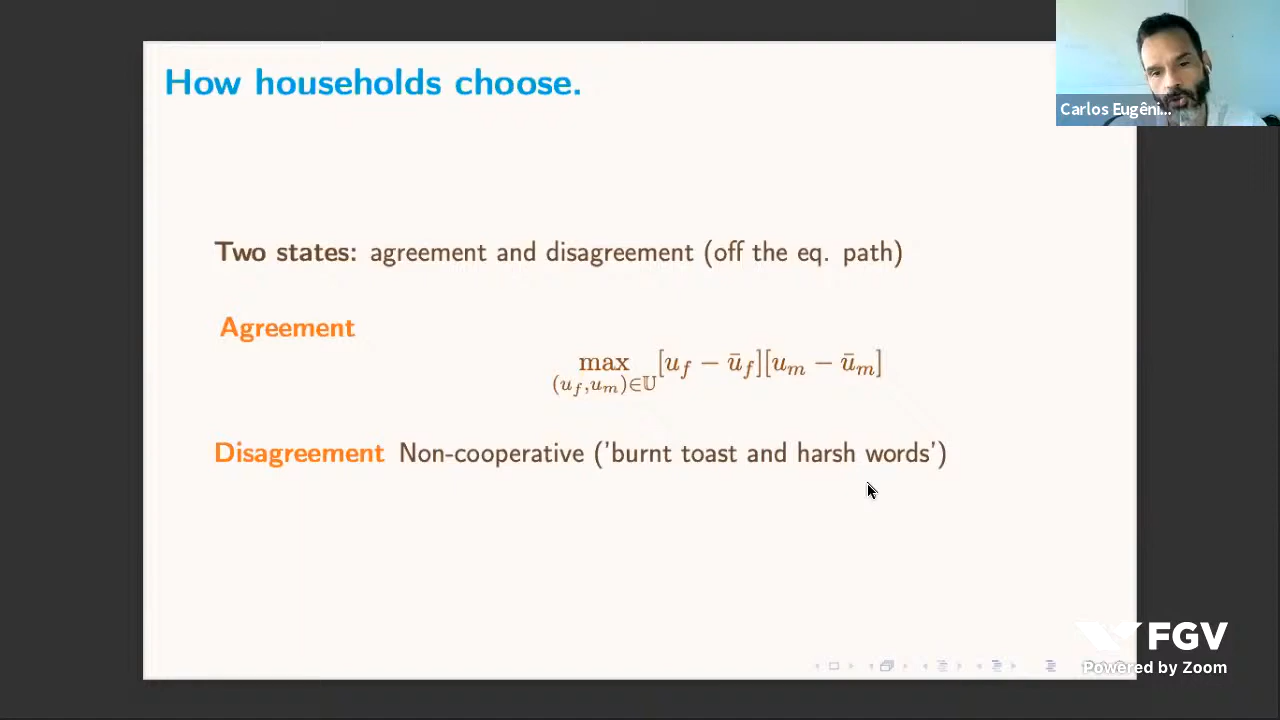 How households choose.
Carlos Eugêni...
Two states: agreement and disagreement (off the eq. path)
Agreement
max [u_f − ū_f][u_m − ū_m]
(u_f,u_m)∈𝕌
Disagreement Non-cooperative ('burnt toast and harsh words')
FGV
Powered by Zoom